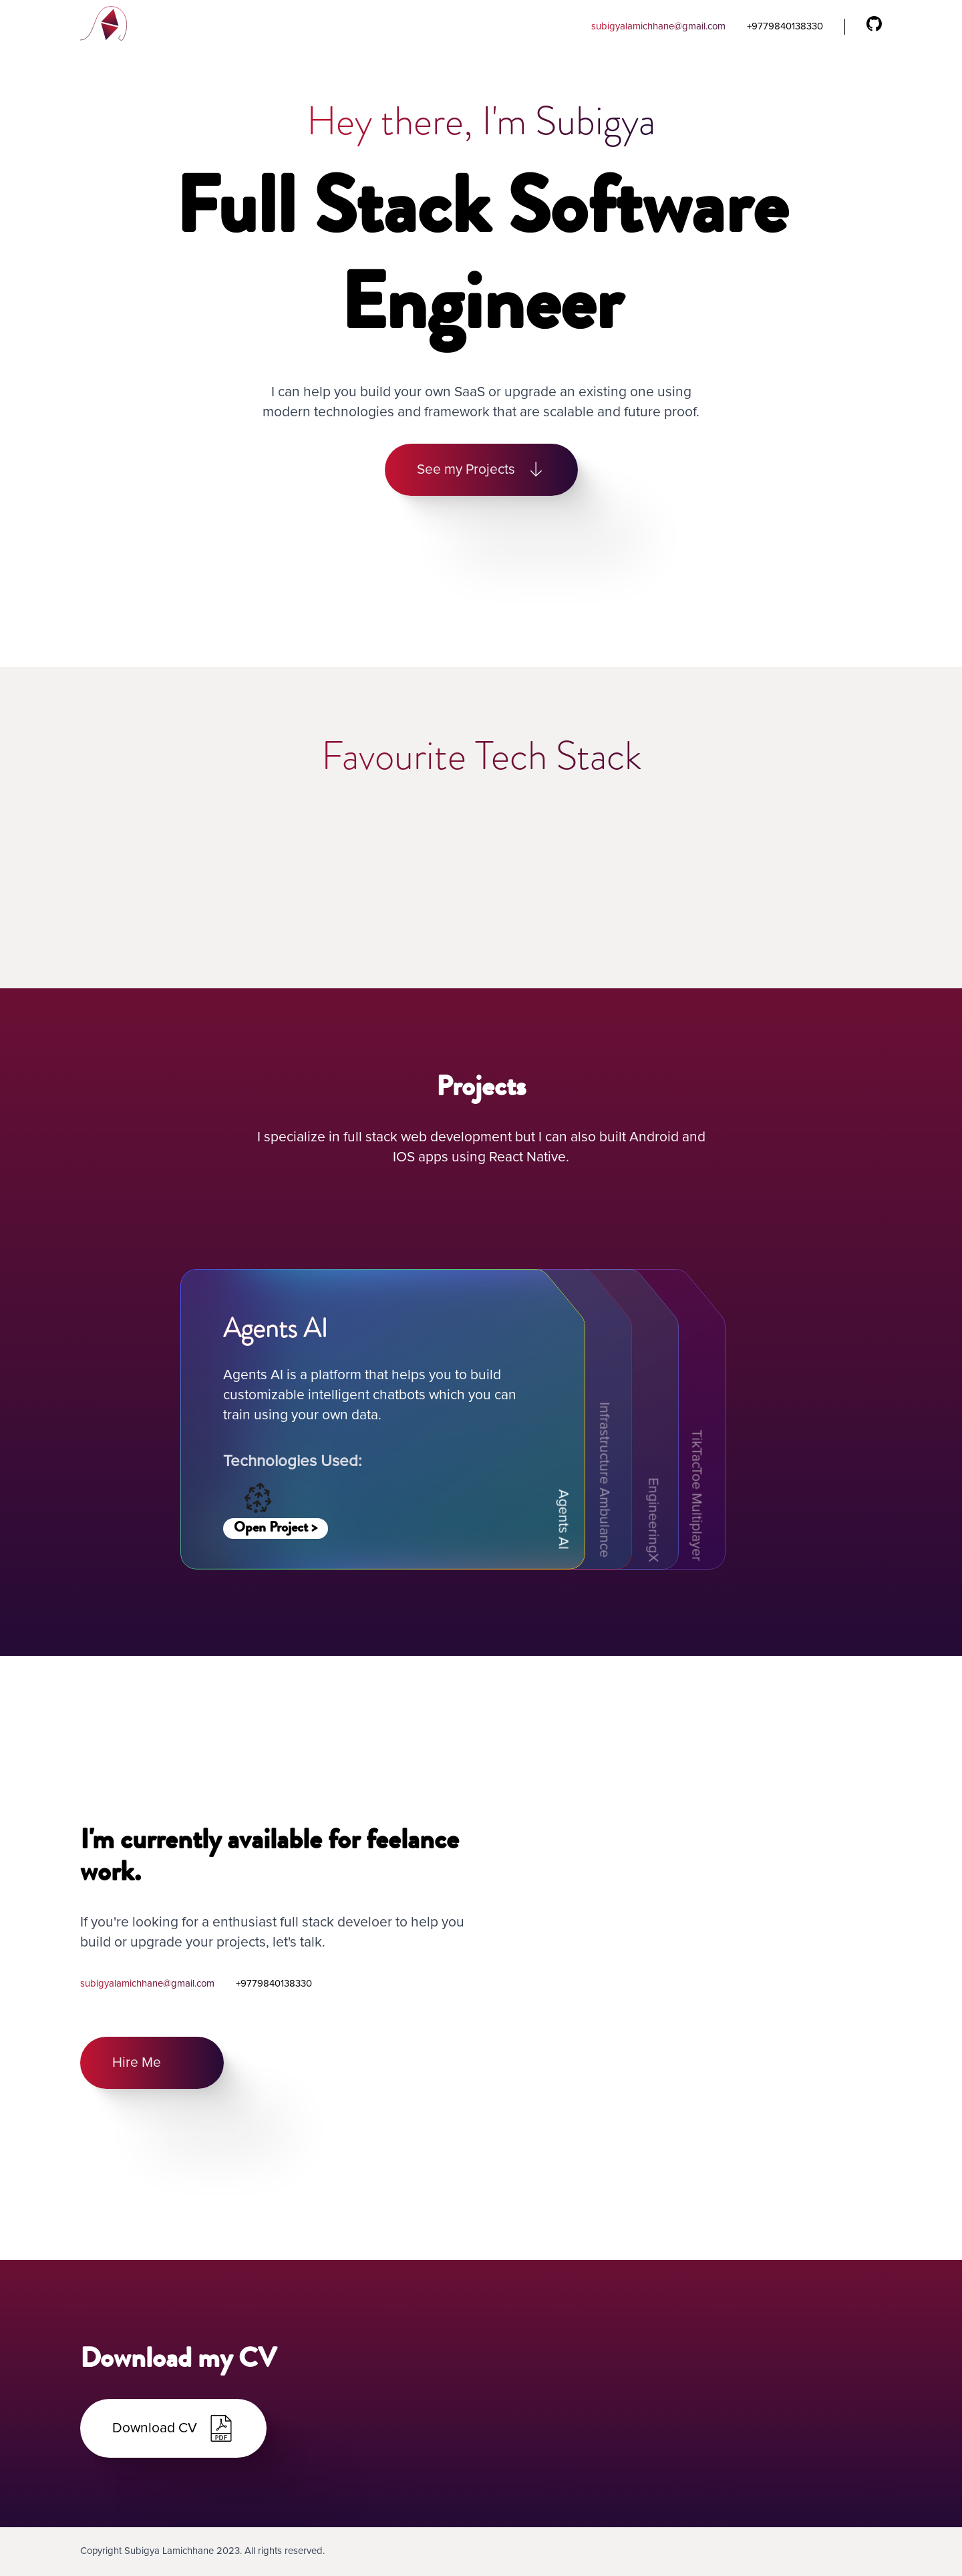 subigyalamichhane@gmail.com +9779840138330
Hey there, I'm Subigya
Full Stack Software
Engineer
I can help you build your own SaaS or upgrade an existing one using
modern technologies and framework that are scalable and future proof.
See my Projects
Favourite Tech Stack
Projects
I specialize in full stack web development but I can also built Android and
IOS apps using React Native.
Agents AI
Agents AI is a platform that helps you to build
customizable intelligent chatbots which you can
train using your own data.
Technologies Used:
Open Project >
Agents AI
Infrastructure Ambulance
EngineeringX
TikTacToe Multiplayer
I'm currently available for feelance
work.
If you're looking for a enthusiast full stack develoer to help you
build or upgrade your projects, let's talk.
subigyalamichhane@gmail.com +9779840138330
Hire Me
Download my CV
Download CV
PDF
Copyright Subigya Lamichhane 2023. All rights reserved.